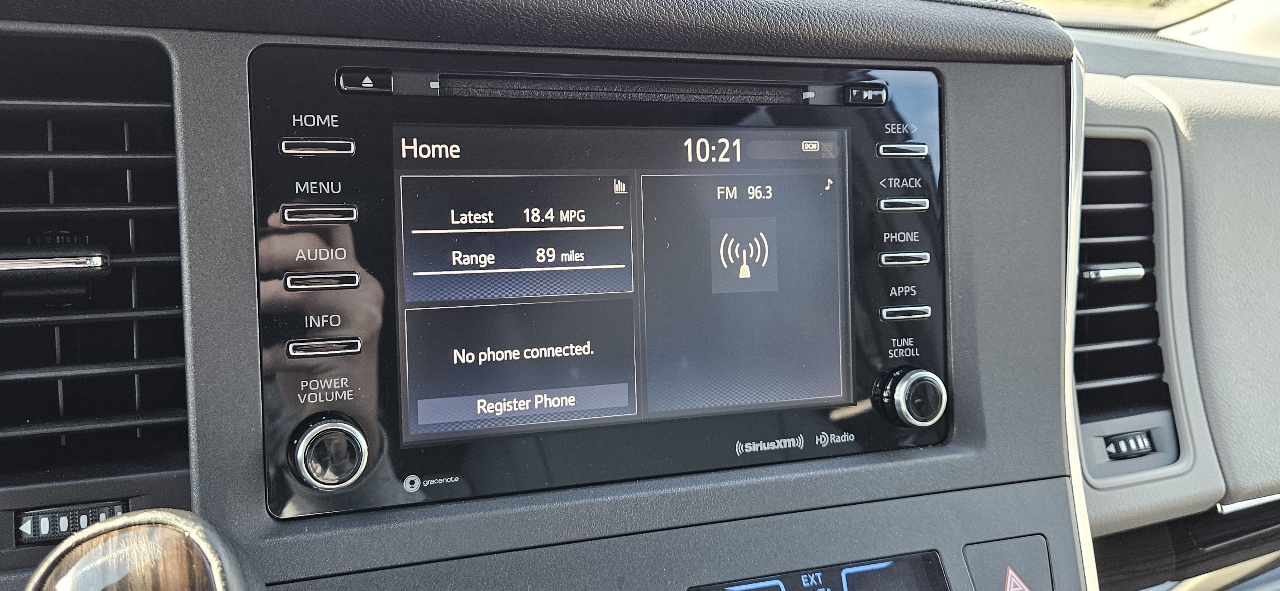 HOME
MENU
AUDIO
INFO
POWER
VOLUME
Home
10:21
DCM
Latest 18.4 MPG
Range 89 miles
No phone connected.
Register Phone
FM 96.3
SEEK >
< TRACK
PHONE
APPS
TUNE
SCROLL
gracenote
SiriusXM
HD Radio
EXT